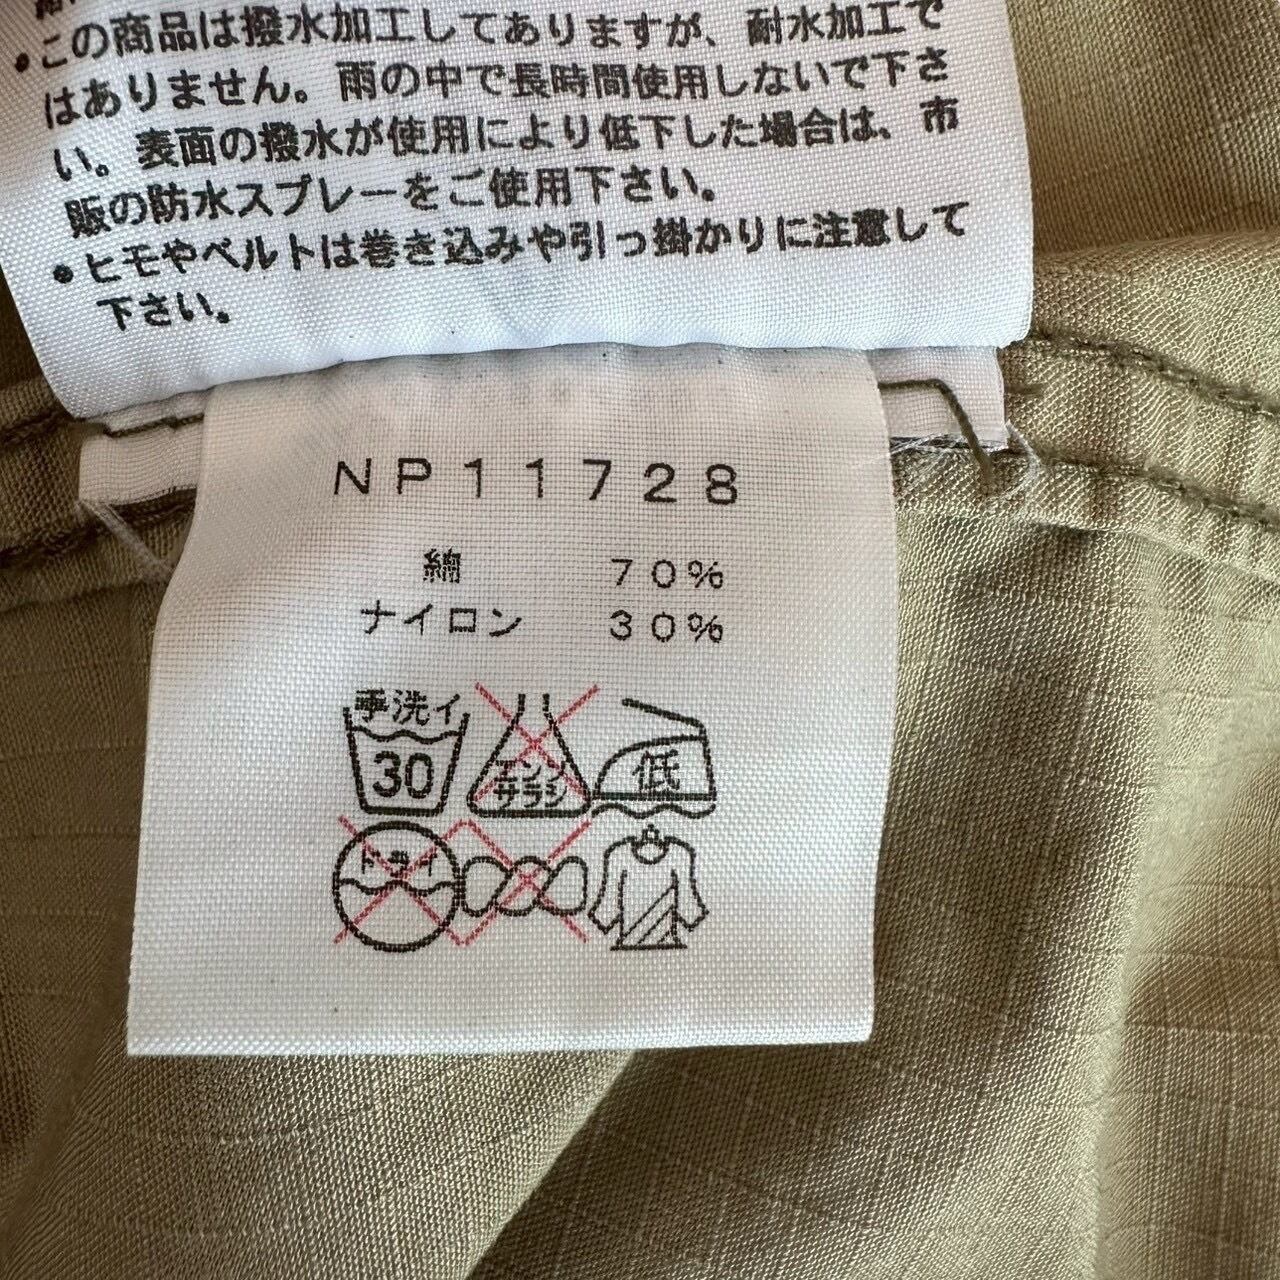 •この商品は撥水加工してありますが、耐水加工で
はありません。雨の中で長時間使用しないで下さ
い。表面の撥水が使用により低下した場合は、市
販の防水スプレーをご使用下さい。
•ヒモやベルトは巻き込みや引っ掛かりに注意して
下さい。
NP11728
綿 70%
ナイロン 30%
手洗イ
30
エンソ
サラシ
低
ドライ